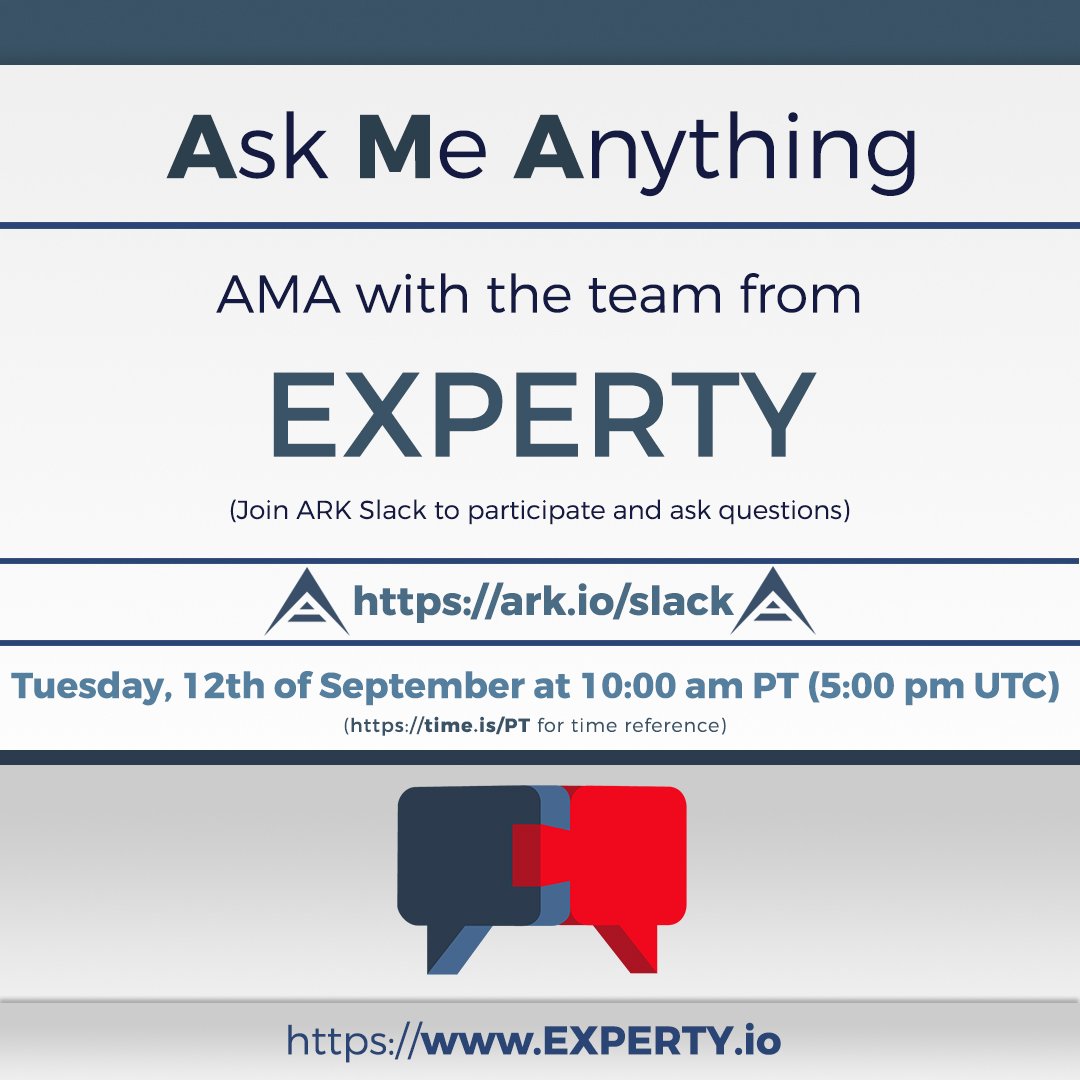 Ask Me Anything
AMA with the team from
EXPERTY
(Join ARK Slack to participate and ask questions)
https://ark.io/slack
Tuesday, 12th of September at 10:00 am PT (5:00 pm UTC)
(https://time.is/PT for time reference)
https://www.EXPERTY.io